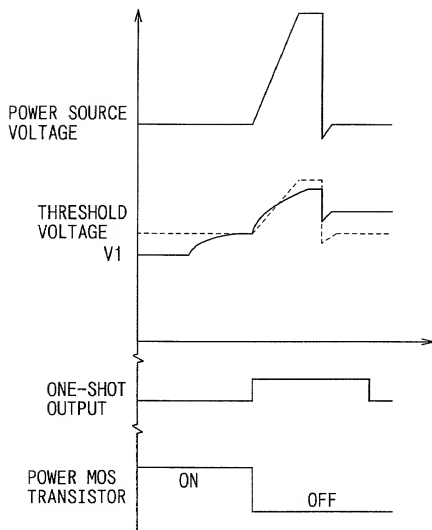 POWER SOURCE
VOLTAGE
THRESHOLD
VOLTAGE
V1
ONE-SHOT
OUTPUT
POWER MOS
TRANSISTOR
ON
OFF